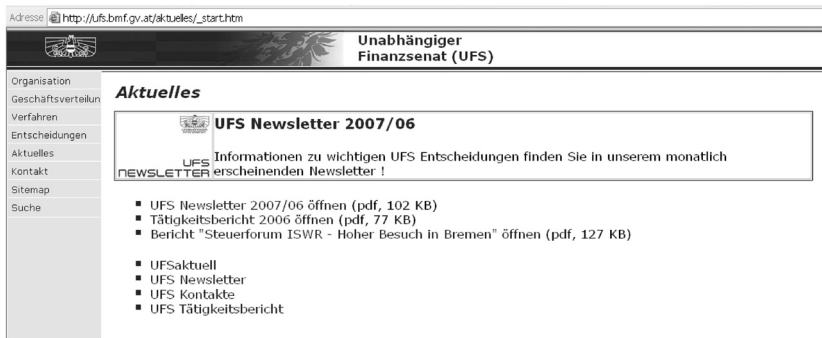 Adresse http://ufs.bmf.gv.at/aktuelles/_start.htm
Unabhängiger
Finanzsenat (UFS)
Organisation
Geschäftsverteilun
Verfahren
Entscheidungen
Aktuelles
Kontakt
Sitemap
Suche
Aktuelles
UFS Newsletter 2007/06
UFS
NEWSLETTER
Informationen zu wichtigen UFS Entscheidungen finden Sie in unserem monatlich
erscheinenden Newsletter !
UFS Newsletter 2007/06 öffnen (pdf, 102 KB)
Tätigkeitsbericht 2006 öffnen (pdf, 77 KB)
Bericht "Steuerforum ISWR - Hoher Besuch in Bremen" öffnen (pdf, 127 KB)
UFSaktuell
UFS Newsletter
UFS Kontakte
UFS Tätigkeitsbericht